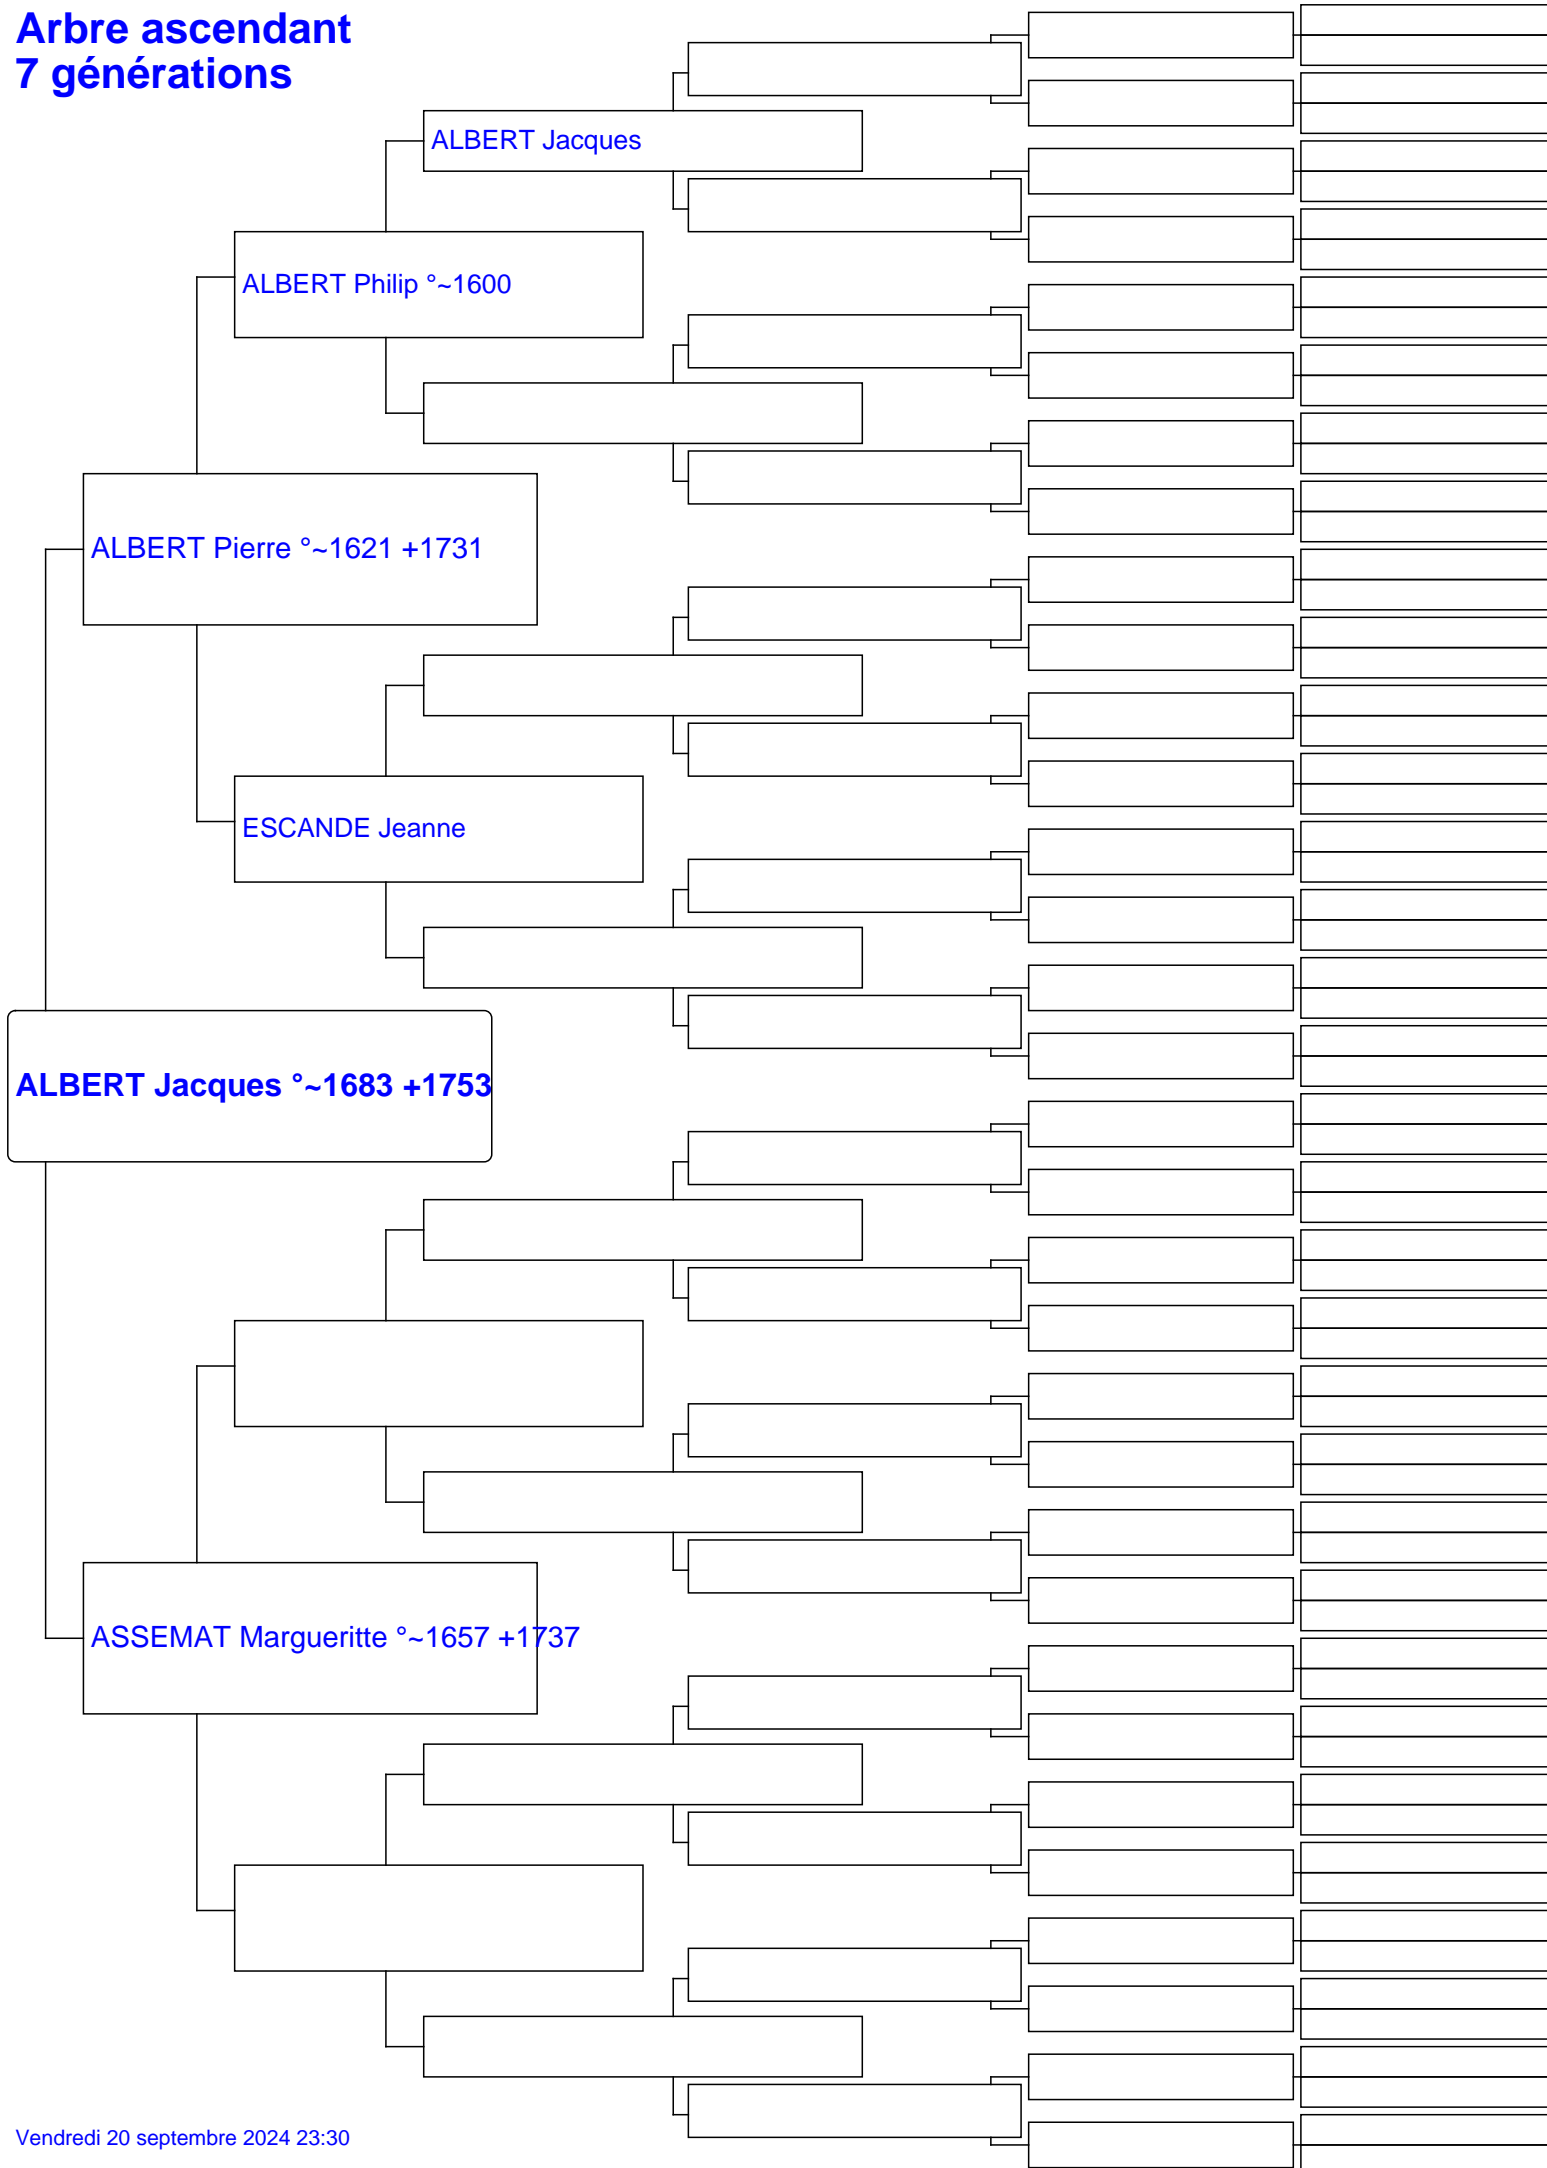 Arbre ascendant
7 générations
ALBERT Jacques
ALBERT Philip °~1600
ALBERT Pierre °~1621 +1731
ESCANDE Jeanne
ALBERT Jacques °~1683 +1753
ASSEMAT Margueritte °~1657 +1737
Vendredi 20 septembre 2024 23:30